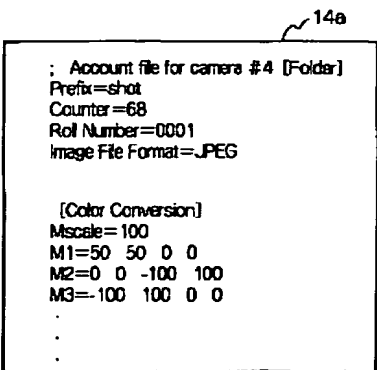 14a
; Account file for camera #4 [Folder]
Prefix=shot
Counter=68
Roll Number=0001
Image File Format=JPEG
[Color Conversion]
Mscale=100
M1=50 50 0 0
M2=0 0 -100 100
M3=-100 100 0 0
.
.
.